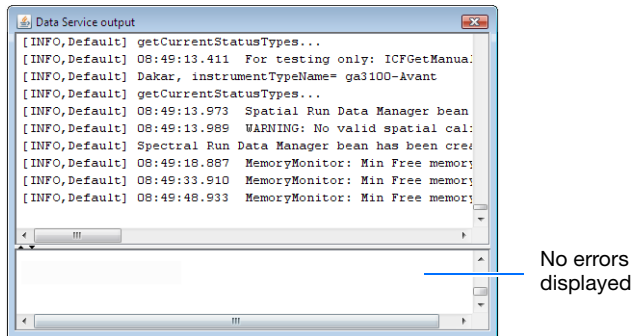 Data Service output
[INFO,Default] getCurrentStatusTypes...
[INFO,Default] 08:49:13.411 For testing only: ICFGetManual
[INFO,Default] Dakar, instrumentTypeName= ga3100-Avant
[INFO,Default] getCurrentStatusTypes...
[INFO,Default] 08:49:13.973 Spatial Run Data Manager bean
[INFO,Default] 08:49:13.989 WARNING: No valid spatial cal
[INFO,Default] Spectral Run Data Manager bean has been crea
[INFO,Default] 08:49:18.887 MemoryMonitor: Min Free memory
[INFO,Default] 08:49:33.910 MemoryMonitor: Min Free memory
[INFO,Default] 08:49:48.933 MemoryMonitor: Min Free memory
No errors
displayed